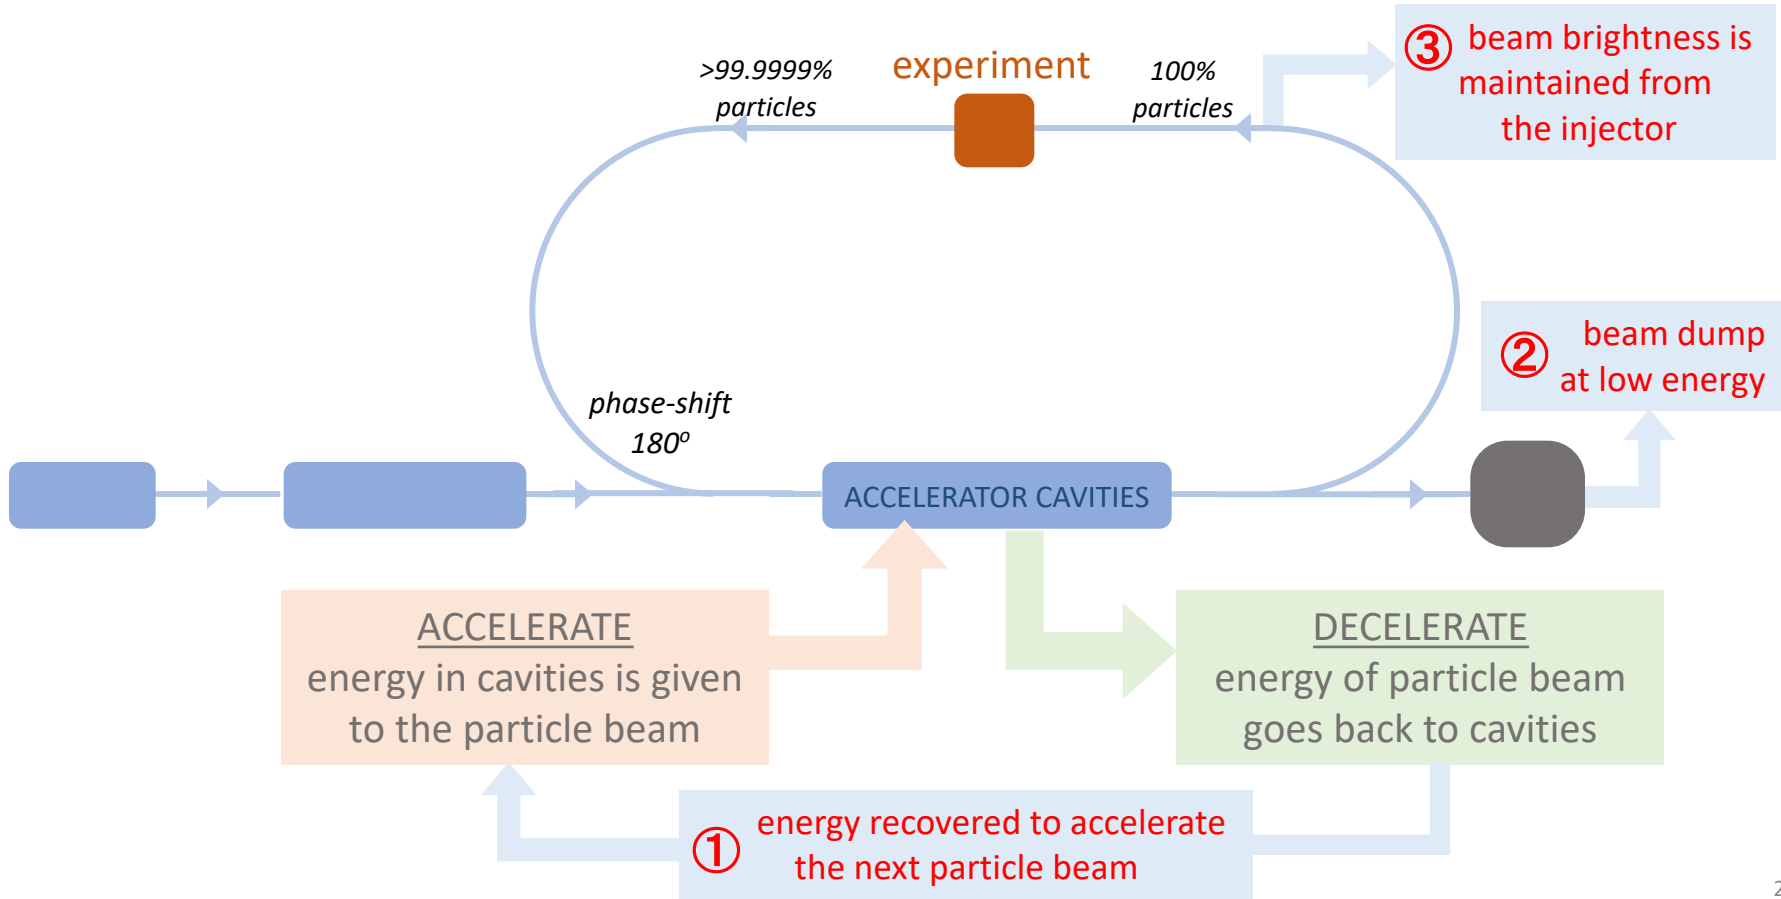 >99.9999%
particles
experiment
100%
particles
③ beam brightness is
maintained from
the injector
② beam dump
at low energy
phase-shift
180º
ACCELERATOR CAVITIES
ACCELERATE
energy in cavities is given
to the particle beam
DECELERATE
energy of particle beam
goes back to cavities
① energy recovered to accelerate
the next particle beam
2